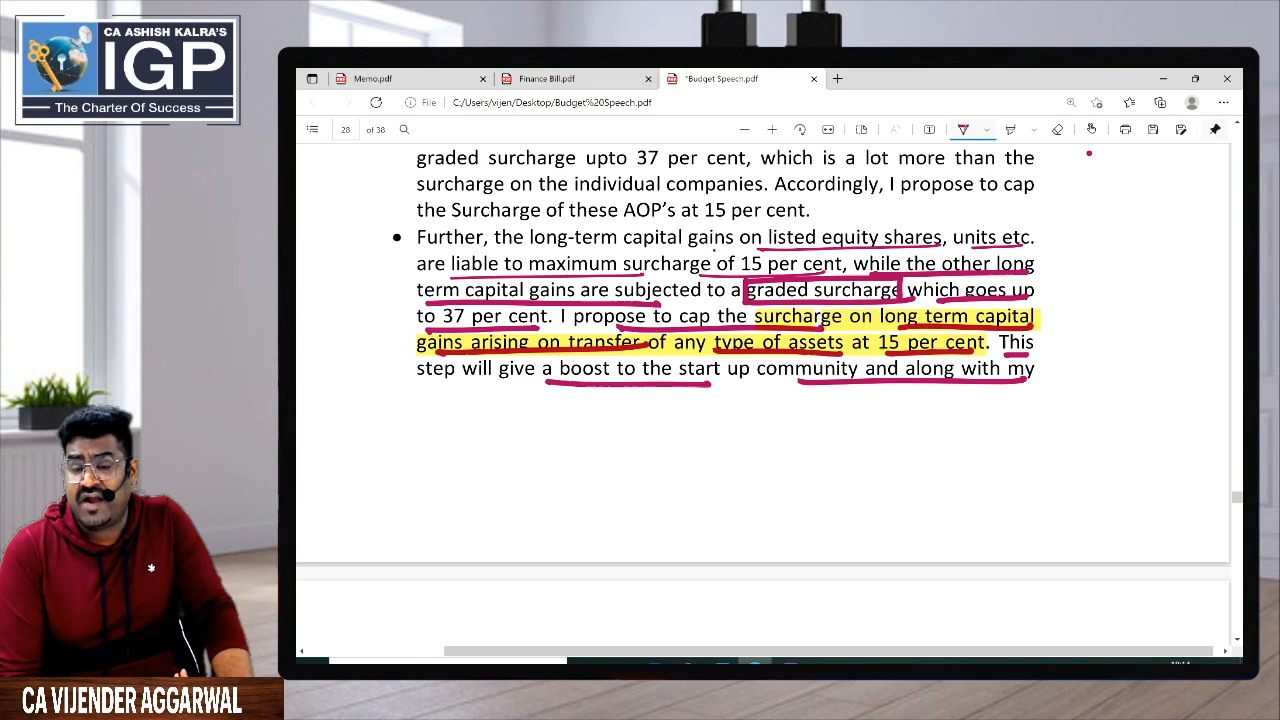 CA ASHISH KALRA'S
IGP
The Charter Of Success
Memo.pdf
Finance Bill.pdf
*Budget Speech.pdf
File
C:/Users/vijen/Desktop/Budget%20Speech.pdf
28 of 38
graded surcharge upto 37 per cent, which is a lot more than the
surcharge on the individual companies. Accordingly, I propose to cap
the Surcharge of these AOP's at 15 per cent.
• Further, the long-term capital gains on listed equity shares, units etc.
are liable to maximum surcharge of 15 per cent, while the other long
term capital gains are subjected to a graded surcharge which goes up
to 37 per cent. I propose to cap the surcharge on long term capital
gains arising on transfer of any type of assets at 15 per cent. This
step will give a boost to the start up community and along with my
CA VIJENDER AGGARWAL